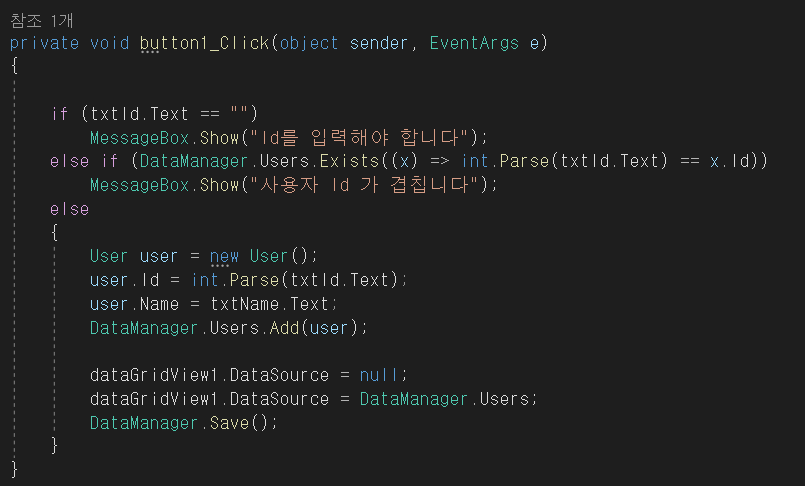 참조 1개
private void button1_Click(object sender, EventArgs e)
{
if (txtId.Text == "")
MessageBox.Show("Id를 입력해야 합니다");
else if (DataManager.Users.Exists((x) => int.Parse(txtId.Text) == x.Id))
MessageBox.Show("사용자 Id 가 겹칩니다");
else
{
User user = new User();
user.Id = int.Parse(txtId.Text);
user.Name = txtName.Text;
DataManager.Users.Add(user);
dataGridView1.DataSource = null;
dataGridView1.DataSource = DataManager.Users;
DataManager.Save();
}
}